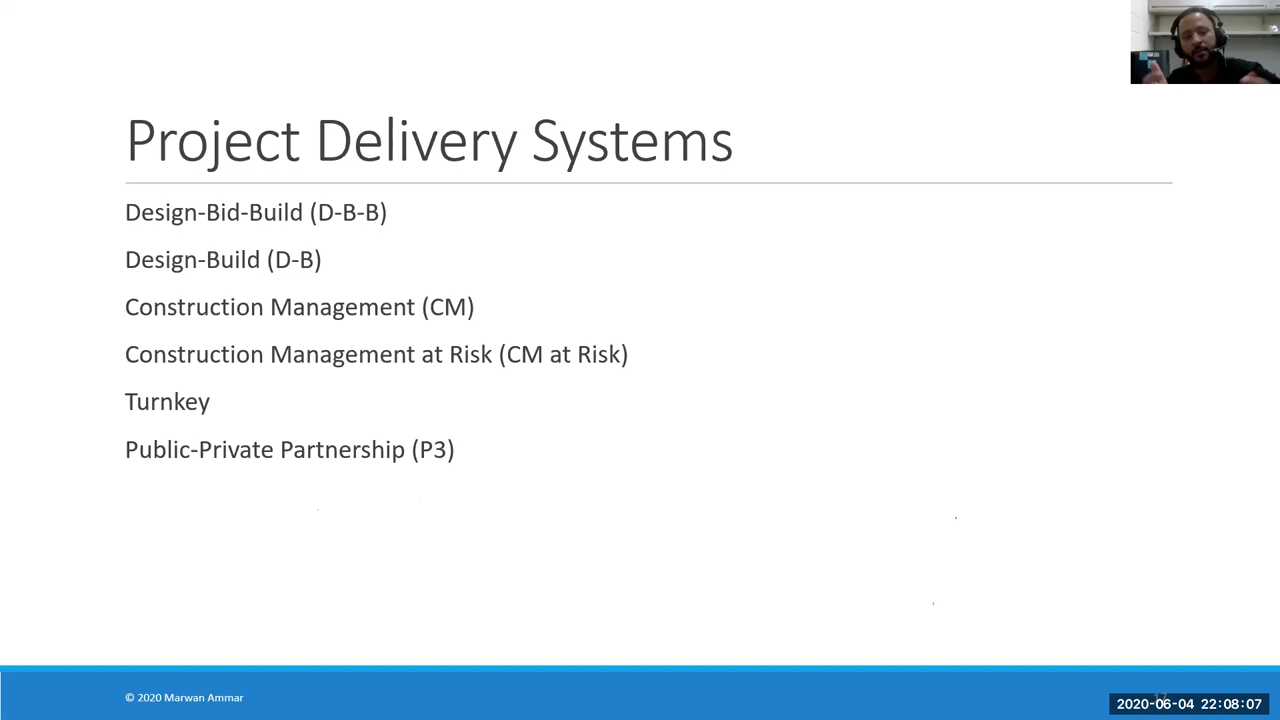 Project Delivery Systems
Design-Bid-Build (D-B-B)
Design-Build (D-B)
Construction Management (CM)
Construction Management at Risk (CM at Risk)
Turnkey
Public-Private Partnership (P3)
© 2020 Marwan Ammar
2020-06-04 22:08:07